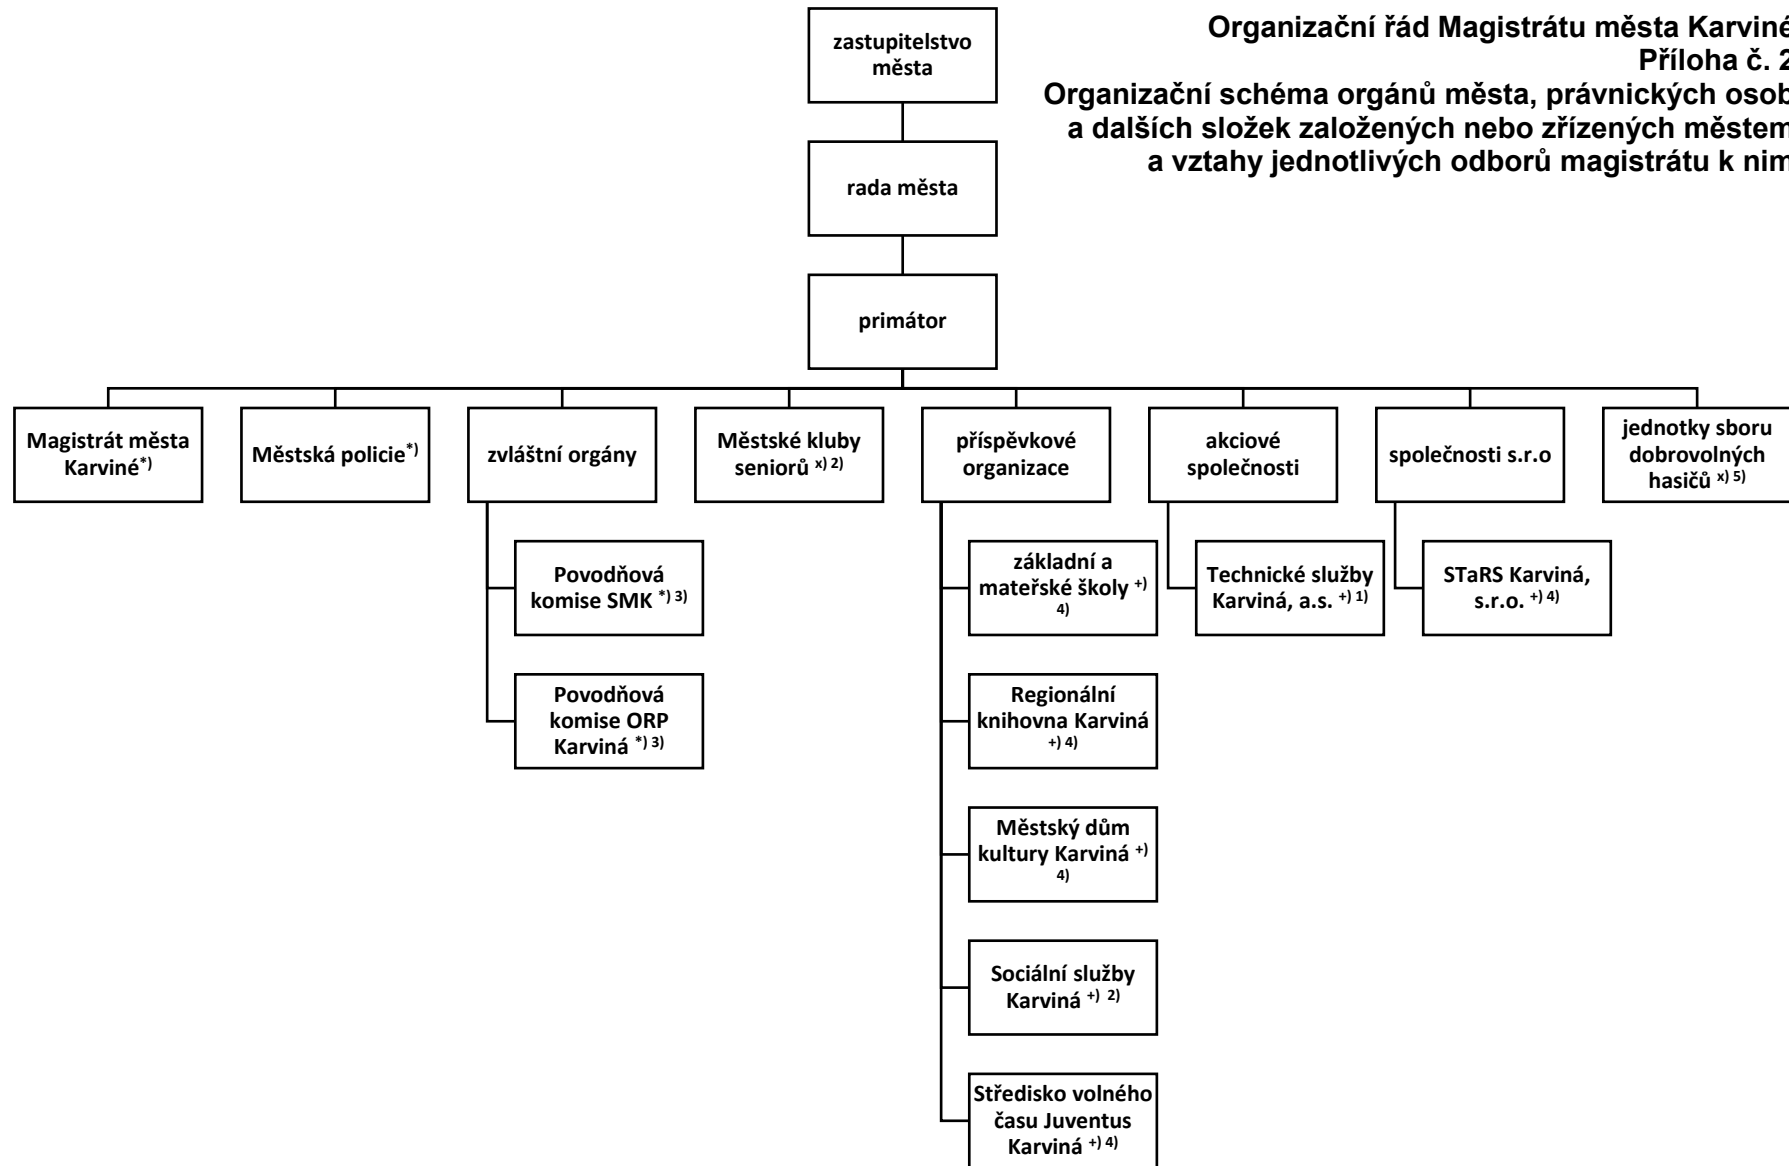 Organizační řád Magistrátu města Karviné
Příloha č. 2
Organizační schéma orgánů města, právnických osob
a dalších složek založených nebo zřízených městem
a vztahy jednotlivých odborů magistrátu k nim
zastupitelstvo
města
rada města
primátor
Magistrát města
Karviné*)
Městská policie*)
zvláštní orgány
Městské kluby
seniorů x) 2)
příspěvkové
organizace
akciové
společnosti
společnosti s.r.o
jednotky sboru
dobrovolných
hasičů x) 5)
Povodňová
komise SMK *) 3)
Povodňová
komise ORP
Karviná *) 3)
základní a
mateřské školy +)
4)
Regionální
knihovna Karviná
+) 4)
Městský dům
kultury Karviná +)
4)
Sociální služby
Karviná +) 2)
Středisko volného
času Juventus
Karviná +) 4)
Technické služby
Karviná, a.s. +) 1)
STaRS Karviná,
s.r.o. +) 4)